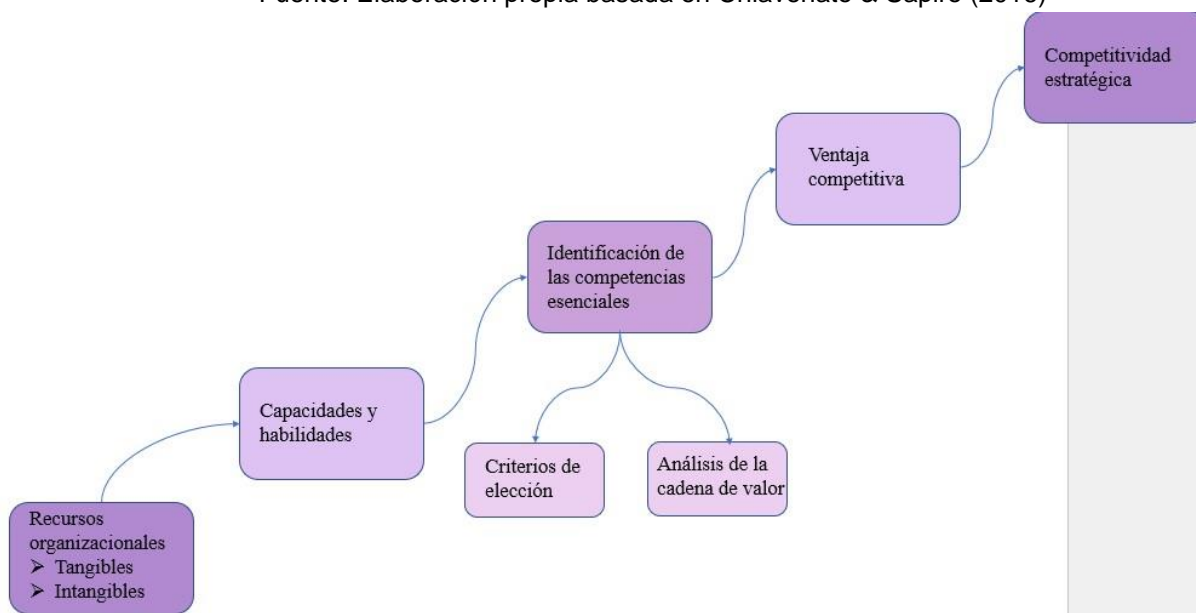 Fuente: Elaboración propia basada en Chiavenato & Sapiro (2016)
Competitividad
estratégica
Ventaja
competitiva
Identificación de
las competencias
esenciales
Capacidades y
habilidades
Criterios de
elección
Análisis de la
cadena de valor
Recursos
organizacionales
➢ Tangibles
➢ Intangibles